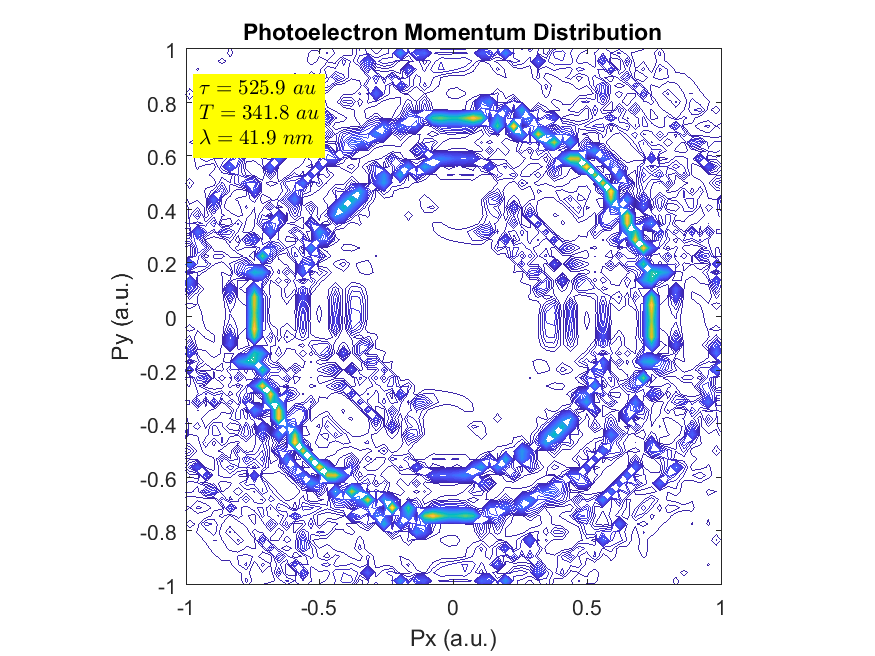 Photoelectron Momentum Distribution
τ = 525.9 au
T = 341.8 au
λ = 41.9 nm
1
0.8
0.6
0.4
0.2
0
-0.2
-0.4
-0.6
-0.8
-1
Py (a.u.)
-1 -0.5 0 0.5 1
Px (a.u.)